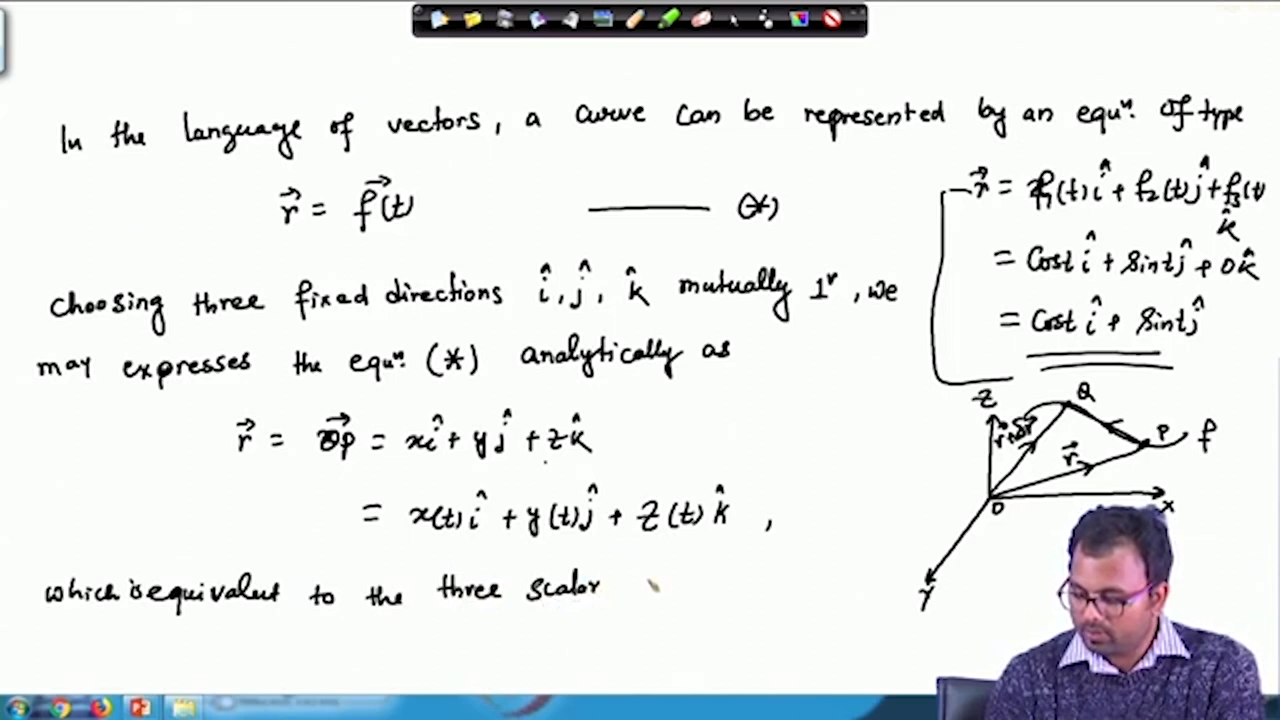 In the language of vectors, a curve can be represented by an equⁿ. of type
r⃗ = f⃗(t) ——— (*)
choosing three fixed directions î, ĵ, k̂ mutually ⊥ʳ, we
may expresses the equⁿ. (*) analytically as
r⃗ = OP⃗ = xî + yĵ + zk̂
= x(t)î + y(t)ĵ + z(t)k̂ ,
which is equivalent to the three scalar
r⃗ = f₁(t)î + f₂(t)ĵ + f₃(t)
k̂
= Cost î + Sint ĵ + 0k̂
= Cost î + Sint ĵ
Z
Q
r⃗+δr⃗
P
f
r⃗
O
X
Y